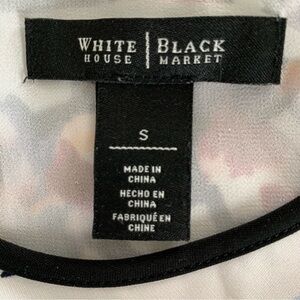 WHITE | BLACK
HOUSE | MARKET
S
MADE IN
CHINA
HECHO EN
CHINA
FABRIQUÉ EN
CHINE